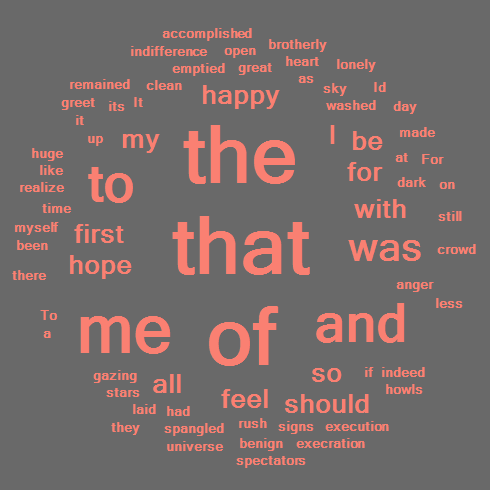 accomplished
indifference open brotherly
emptied great heart lonely
remained clean as sky Id
greet its It happy washed day
it
up my the I be made
huge for at For
like to dark on
realize
time with still
myself first that was crowd
been
there hope anger
less
To me of and
a
so if indeed
gazing all howls
stars feel should
laid had
they spangled rush signs execution
universe benign execration
spectators